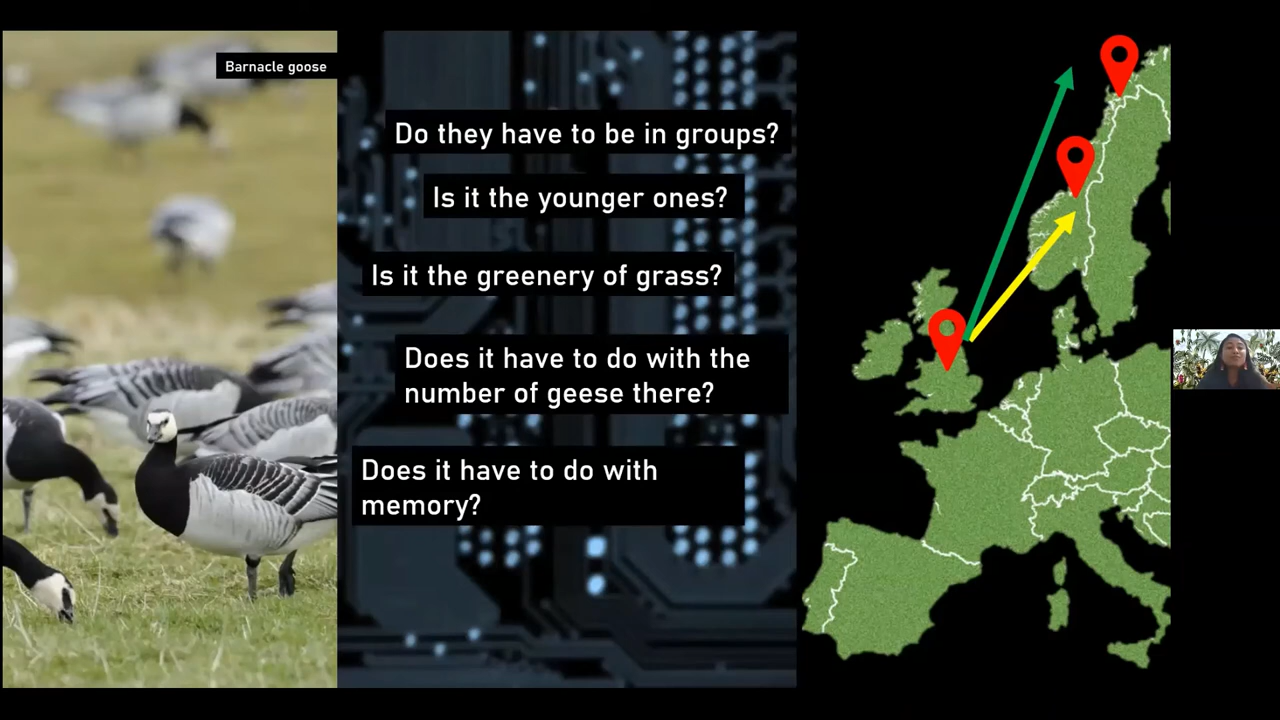 Barnacle goose
Do they have to be in groups?
Is it the younger ones?
Is it the greenery of grass?
Does it have to do with the
number of geese there?
Does it have to do with
memory?